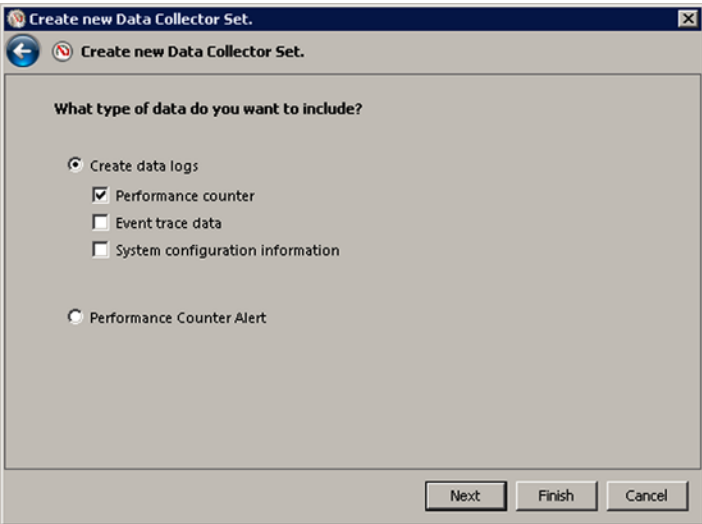 Create new Data Collector Set.
Create new Data Collector Set.
What type of data do you want to include?
Create data logs
Performance counter
Event trace data
System configuration information
Performance Counter Alert
Next Finish Cancel